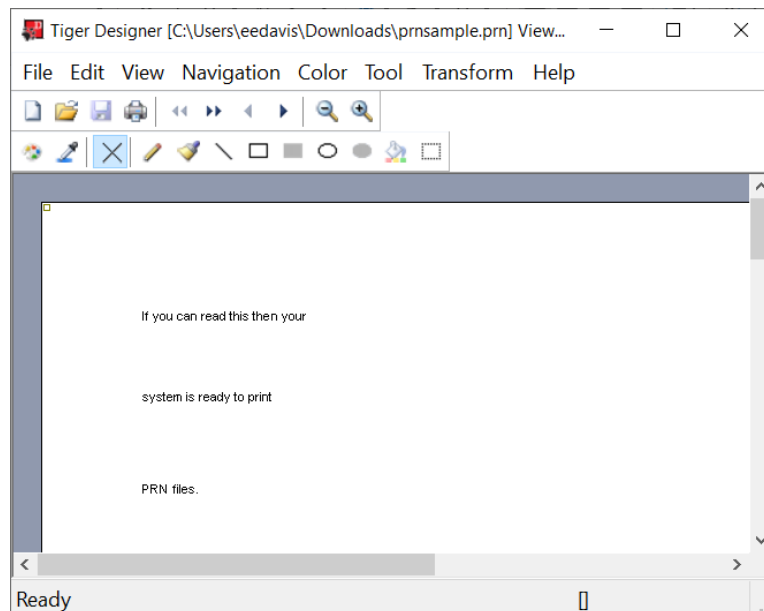 Tiger Designer [C:\Users\eedavis\Downloads\prnsample.prn] View...
File Edit View Navigation Color Tool Transform Help
If you can read this then your
system is ready to print
PRN files.
Ready []